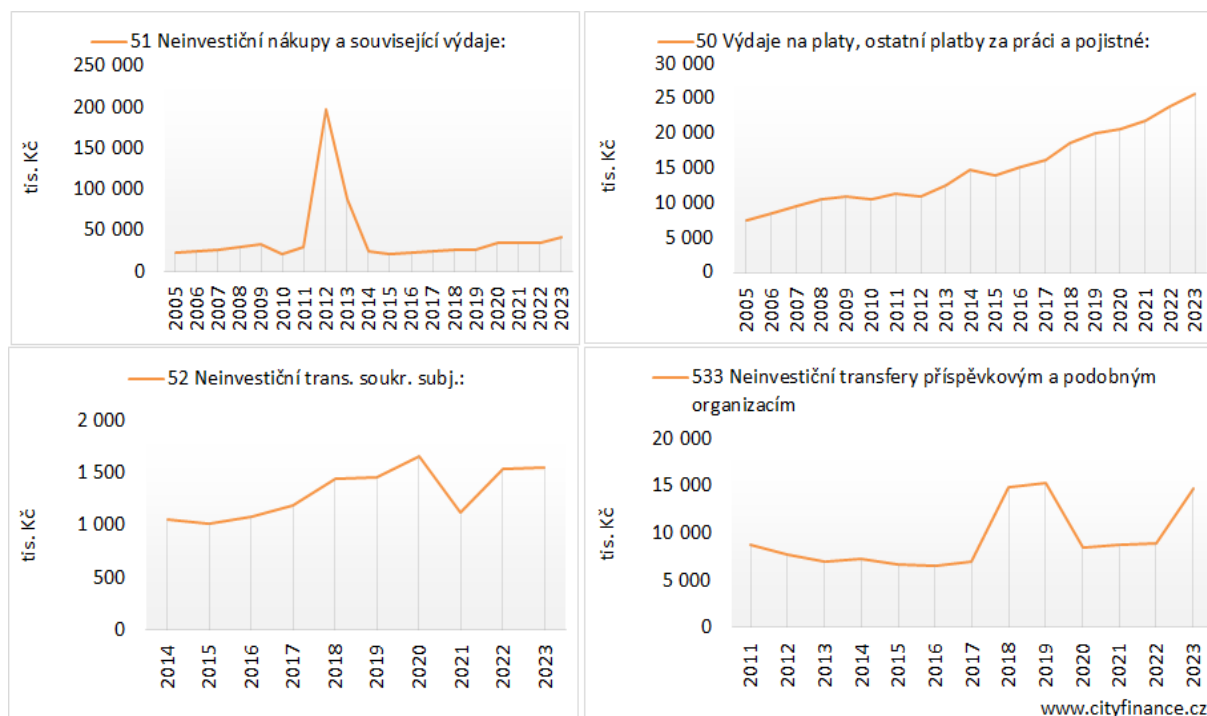 51 Neinvestiční nákupy a související výdaje:
250 000
200 000
150 000
100 000
50 000
0
tis. Kč
2005 2006 2007 2008 2009 2010 2011 2012 2013 2014 2015 2016 2017 2018 2019 2020 2021 2022 2023
50 Výdaje na platy, ostatní platby za práci a pojistné:
30 000
25 000
20 000
15 000
10 000
5 000
0
tis. Kč
2005 2006 2007 2008 2009 2010 2011 2012 2013 2014 2015 2016 2017 2018 2019 2020 2021 2022 2023
52 Neinvestiční trans. soukr. subj.:
2 000
1 500
1 000
500
0
tis. Kč
2014 2015 2016 2017 2018 2019 2020 2021 2022 2023
533 Neinvestiční transfery příspěvkovým a podobným
organizacím
20 000
15 000
10 000
5 000
0
tis. Kč
2011 2012 2013 2014 2015 2016 2017 2018 2019 2020 2021 2022 2023
www.cityfinance.cz